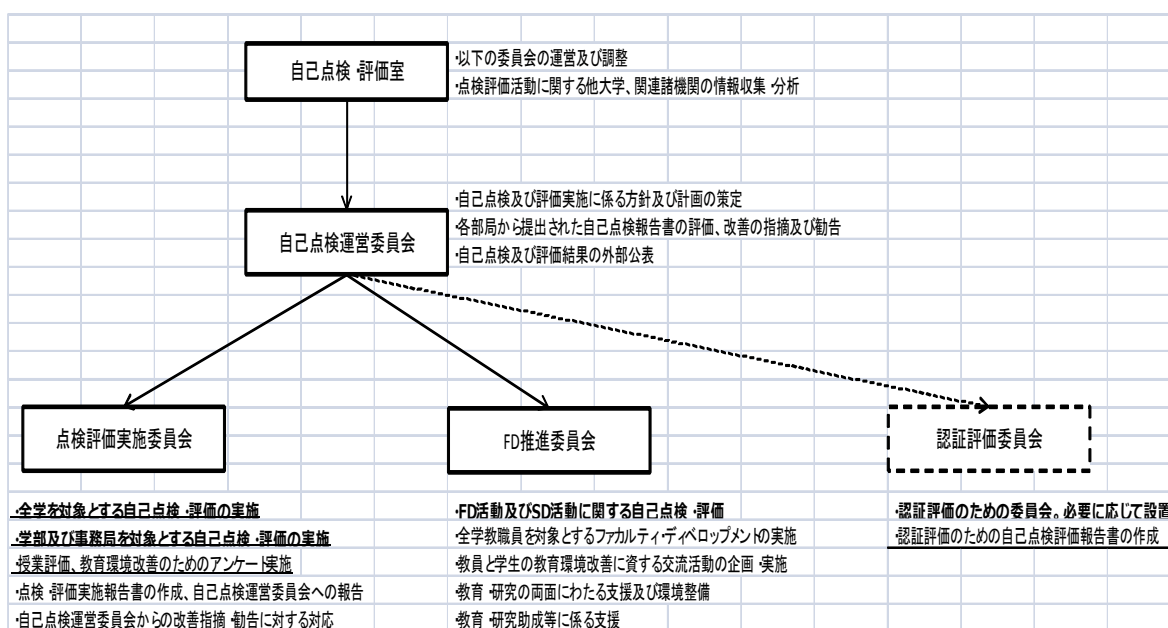 自己点検・評価室
・以下の委員会の運営及び調整
・点検評価活動に関する他大学、関連諸機関の情報収集・分析
自己点検運営委員会
・自己点検及び評価実施に係る方針及び計画の策定
・各部局から提出された自己点検報告書の評価、改善の指摘及び勧告
・自己点検及び評価結果の外部公表
点検評価実施委員会
・全学を対象とする自己点検・評価の実施
・学部及び事務局を対象とする自己点検・評価の実施
・授業評価、教育環境改善のためのアンケート実施
・点検・評価実施報告書の作成、自己点検運営委員会への報告
・自己点検運営委員会からの改善指摘・勧告に対する対応
FD推進委員会
・FD活動及びSD活動に関する自己点検・評価
・全学教職員を対象とするファカルティ・ディベロップメントの実施
・教員と学生の教育環境改善に資する交流活動の企画・実施
・教育・研究の両面にわたる支援及び環境整備
・教育・研究助成等に係る支援
認証評価委員会
・認証評価のための委員会。必要に応じて設置
・認証評価のための自己点検評価報告書の作成